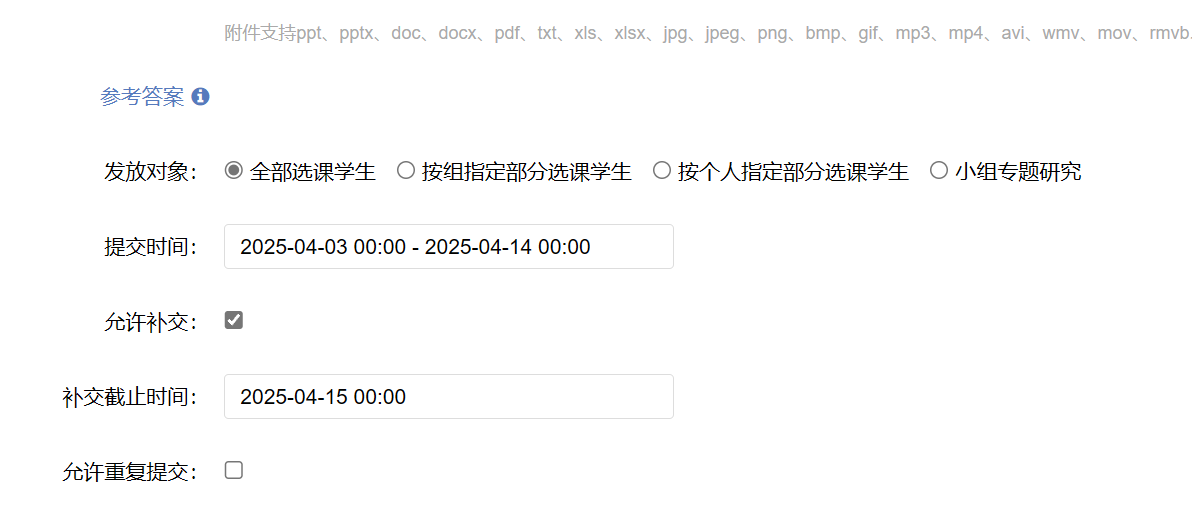 附件支持ppt、pptx、doc、docx、pdf、txt、xls、xlsx、jpg、jpeg、png、bmp、gif、mp3、mp4、avi、wmv、mov、rmvb
参考答案
发放对象： 全部选课学生 按组指定部分选课学生 按个人指定部分选课学生 小组专题研究
提交时间： 2025-04-03 00:00 - 2025-04-14 00:00
允许补交：
补交截止时间： 2025-04-15 00:00
允许重复提交：